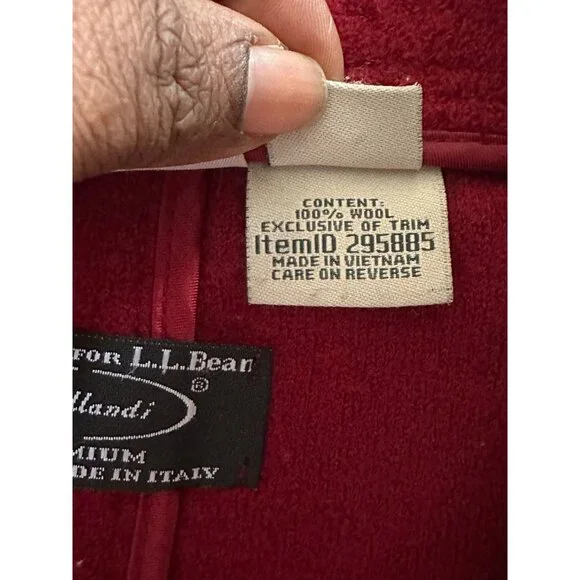 CONTENT:
100% WOOL
EXCLUSIVE OF TRIM
ItemID 295885
MADE IN VIETNAM
CARE ON REVERSE
FOR L.L.Bean
®
llandi
MIUM
DE IN ITALY